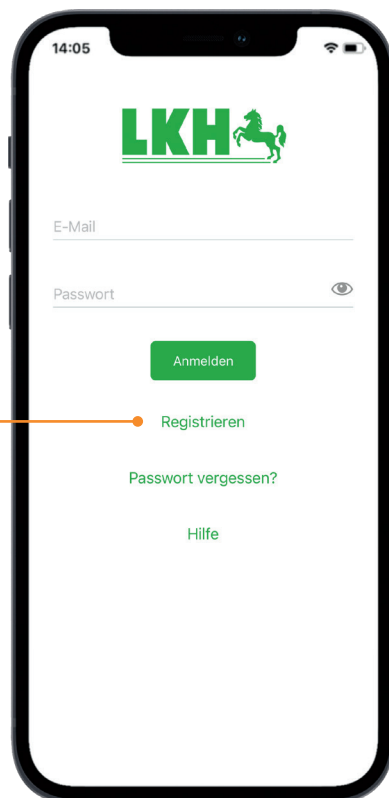 14:05
LKH
E-Mail
Passwort
Anmelden
Registrieren
Passwort vergessen?
Hilfe